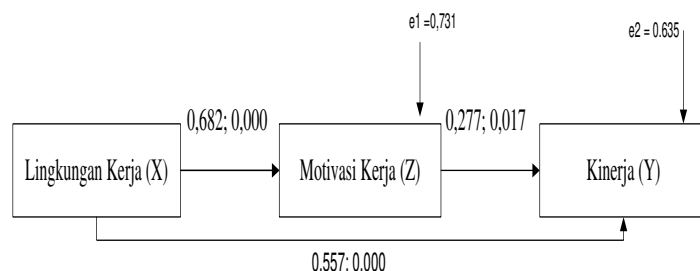 e1 =0,731
e2 = 0.635
0,682; 0,000
0,277; 0,017
Lingkungan Kerja (X)
Motivasi Kerja (Z)
Kinerja (Y)
0.557; 0.000